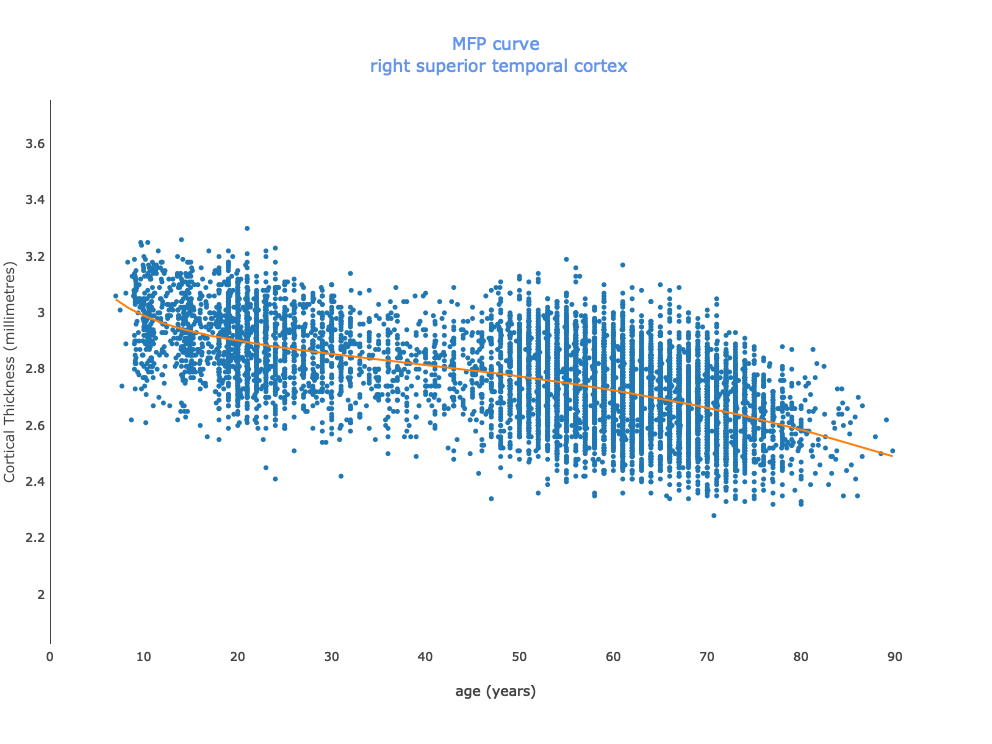 MFP curve
right superior temporal cortex
Cortical Thickness (millimetres)
3.6
3.4
3.2
3
2.8
2.6
2.4
2.2
2
0 10 20 30 40 50 60 70 80 90
age (years)